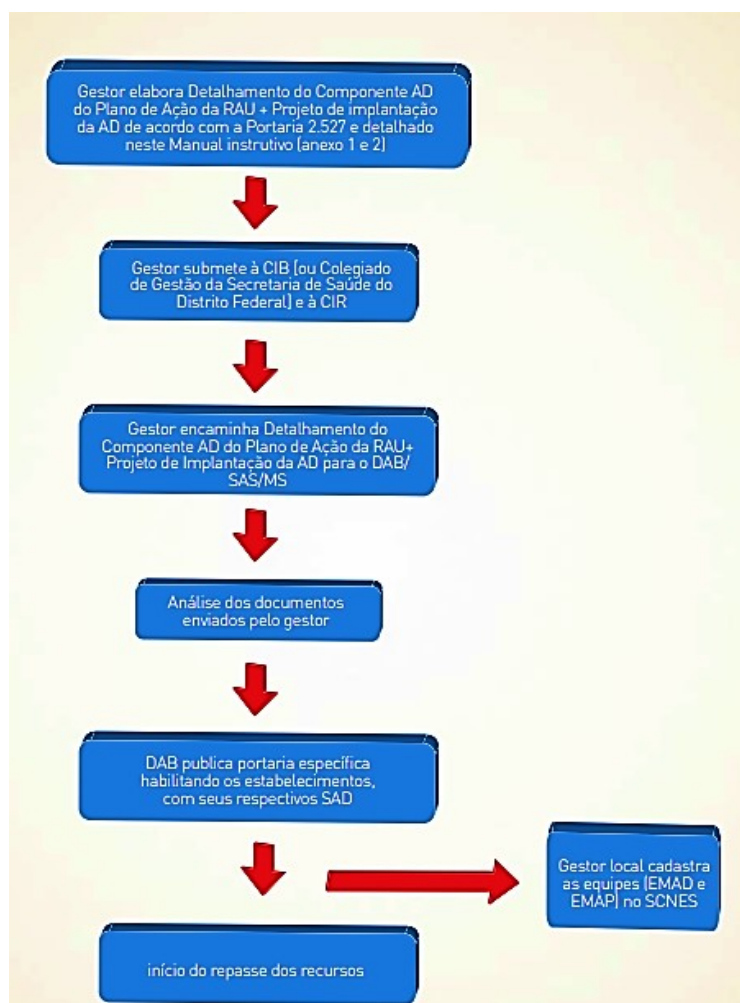 Gestor elabora Detalhamento do Componente AD
do Plano de Ação da RAU + Projeto de implantação
da AD de acordo com a Portaria 2.527 e detalhado
neste Manual instrutivo (anexo 1 e 2)
Gestor submete à CIB (ou Colegiado
de Gestão da Secretaria de Saúde do
Distrito Federal) e à CIR
Gestor encaminha Detalhamento do
Componente AD do Plano de Ação da RAU+
Projeto de Implantação da AD para o DAB/
SAS/MS
Análise dos documentos
enviados pelo gestor
DAB publica portaria específica
habilitando os estabelecimentos,
com seus respectivos SAD
Gestor local cadastra
as equipes (EMAD e
EMAP) no SCNES
início do repasse dos recursos